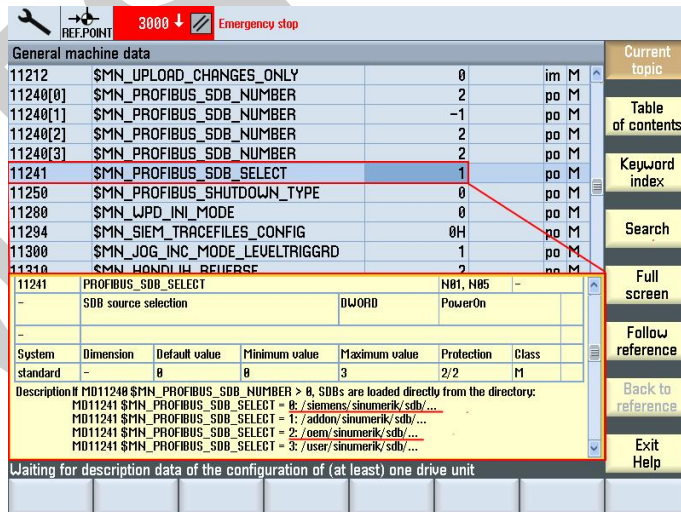 REF.POINT
3000 ↓ Emergency stop
General machine data
11212 $MN_UPLOAD_CHANGES_ONLY 0 im M
11240[0] $MN_PROFIBUS_SDB_NUMBER 2 po M
11240[1] $MN_PROFIBUS_SDB_NUMBER -1 po M
11240[2] $MN_PROFIBUS_SDB_NUMBER 2 po M
11240[3] $MN_PROFIBUS_SDB_NUMBER 2 po M
11241 $MN_PROFIBUS_SDB_SELECT 1 po M
11250 $MN_PROFIBUS_SHUTDOWN_TYPE 0 po M
11280 $MN_WPD_INI_MODE 0 po M
11294 $MN_SIEM_TRACEFILES_CONFIG 0H po M
11300 $MN_JOG_INC_MODE_LEVELTRIGGRD 1 po M
11310 $MN_HANDLIH_REVERSE 2 po M
11241 PROFIBUS_SDB_SELECT N01, N05 -
- SDB source selection DWORD PowerOn
-
System Dimension Default value Minimum value Maximum value Protection Class
standard - 0 0 3 2/2 M
Description If MD11240 $MN_PROFIBUS_SDB_NUMBER > 0, SDBs are loaded directly from the directory:
MD11241 $MN_PROFIBUS_SDB_SELECT = 0: /siemens/sinumerik/sdb/...
MD11241 $MN_PROFIBUS_SDB_SELECT = 1: /addon/sinumerik/sdb/...
MD11241 $MN_PROFIBUS_SDB_SELECT = 2: /oem/sinumerik/sdb/...
MD11241 $MN_PROFIBUS_SDB_SELECT = 3: /user/sinumerik/sdb/...
Waiting for description data of the configuration of (at least) one drive unit
Current
topic
Table
of contents
Keyword
index
Search
Full
screen
Follow
reference
Back to
reference
Exit
Help